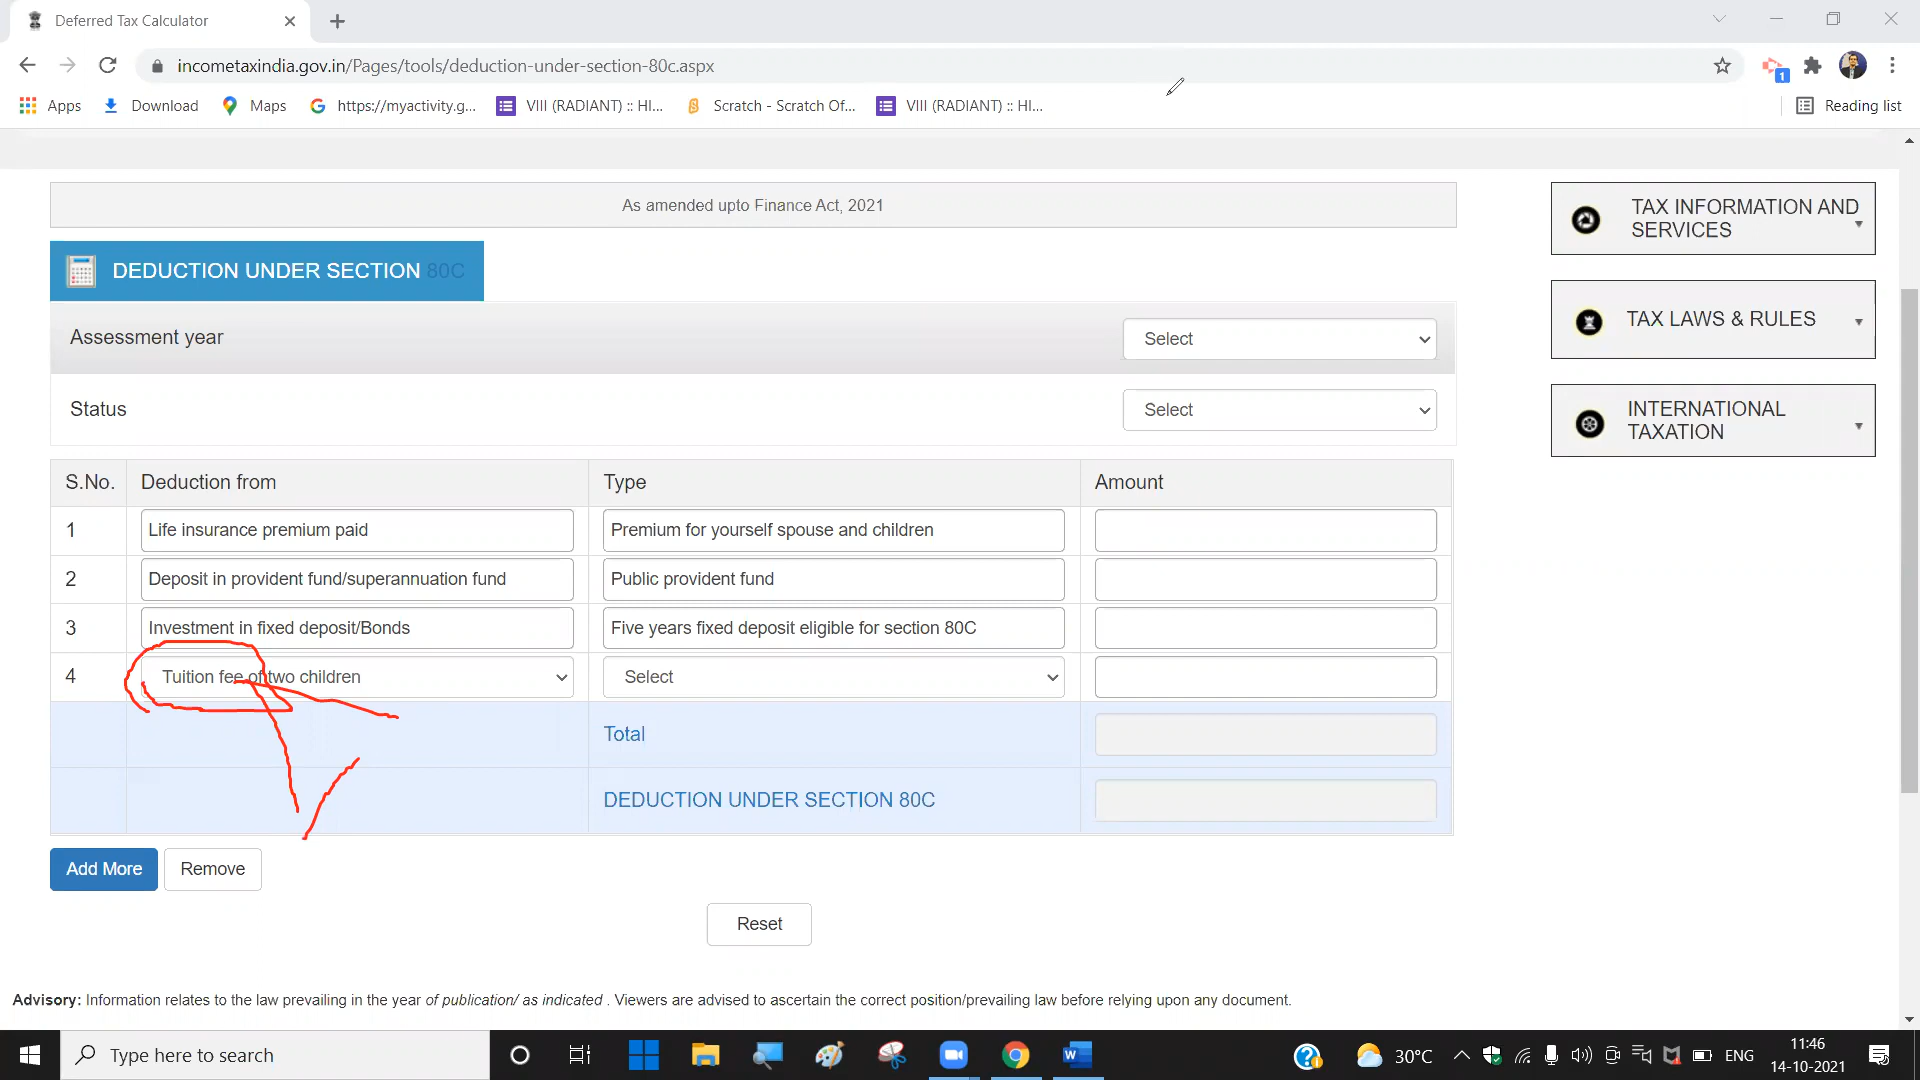 Deferred Tax Calculator
incometaxindia.gov.in/Pages/tools/deduction-under-section-80c.aspx
1
Apps Download Maps https://myactivity.g... VIII (RADIANT) :: HI... Scratch - Scratch Of... VIII (RADIANT) :: HI... Reading list
As amended upto Finance Act, 2021
DEDUCTION UNDER SECTION 80C
Assessment year Select
Status Select
S.No. Deduction from Type Amount
1 Life insurance premium paid Premium for yourself spouse and children
2 Deposit in provident fund/superannuation fund Public provident fund
3 Investment in fixed deposit/Bonds Five years fixed deposit eligible for section 80C
4 Tuition fee of two children Select
Total
DEDUCTION UNDER SECTION 80C
Add More Remove
Reset
TAX INFORMATION AND
SERVICES
TAX LAWS & RULES
INTERNATIONAL
TAXATION
Advisory: Information relates to the law prevailing in the year of publication/ as indicated . Viewers are advised to ascertain the correct position/prevailing law before relying upon any document.
Type here to search
30°C ENG
11:46
14-10-2021